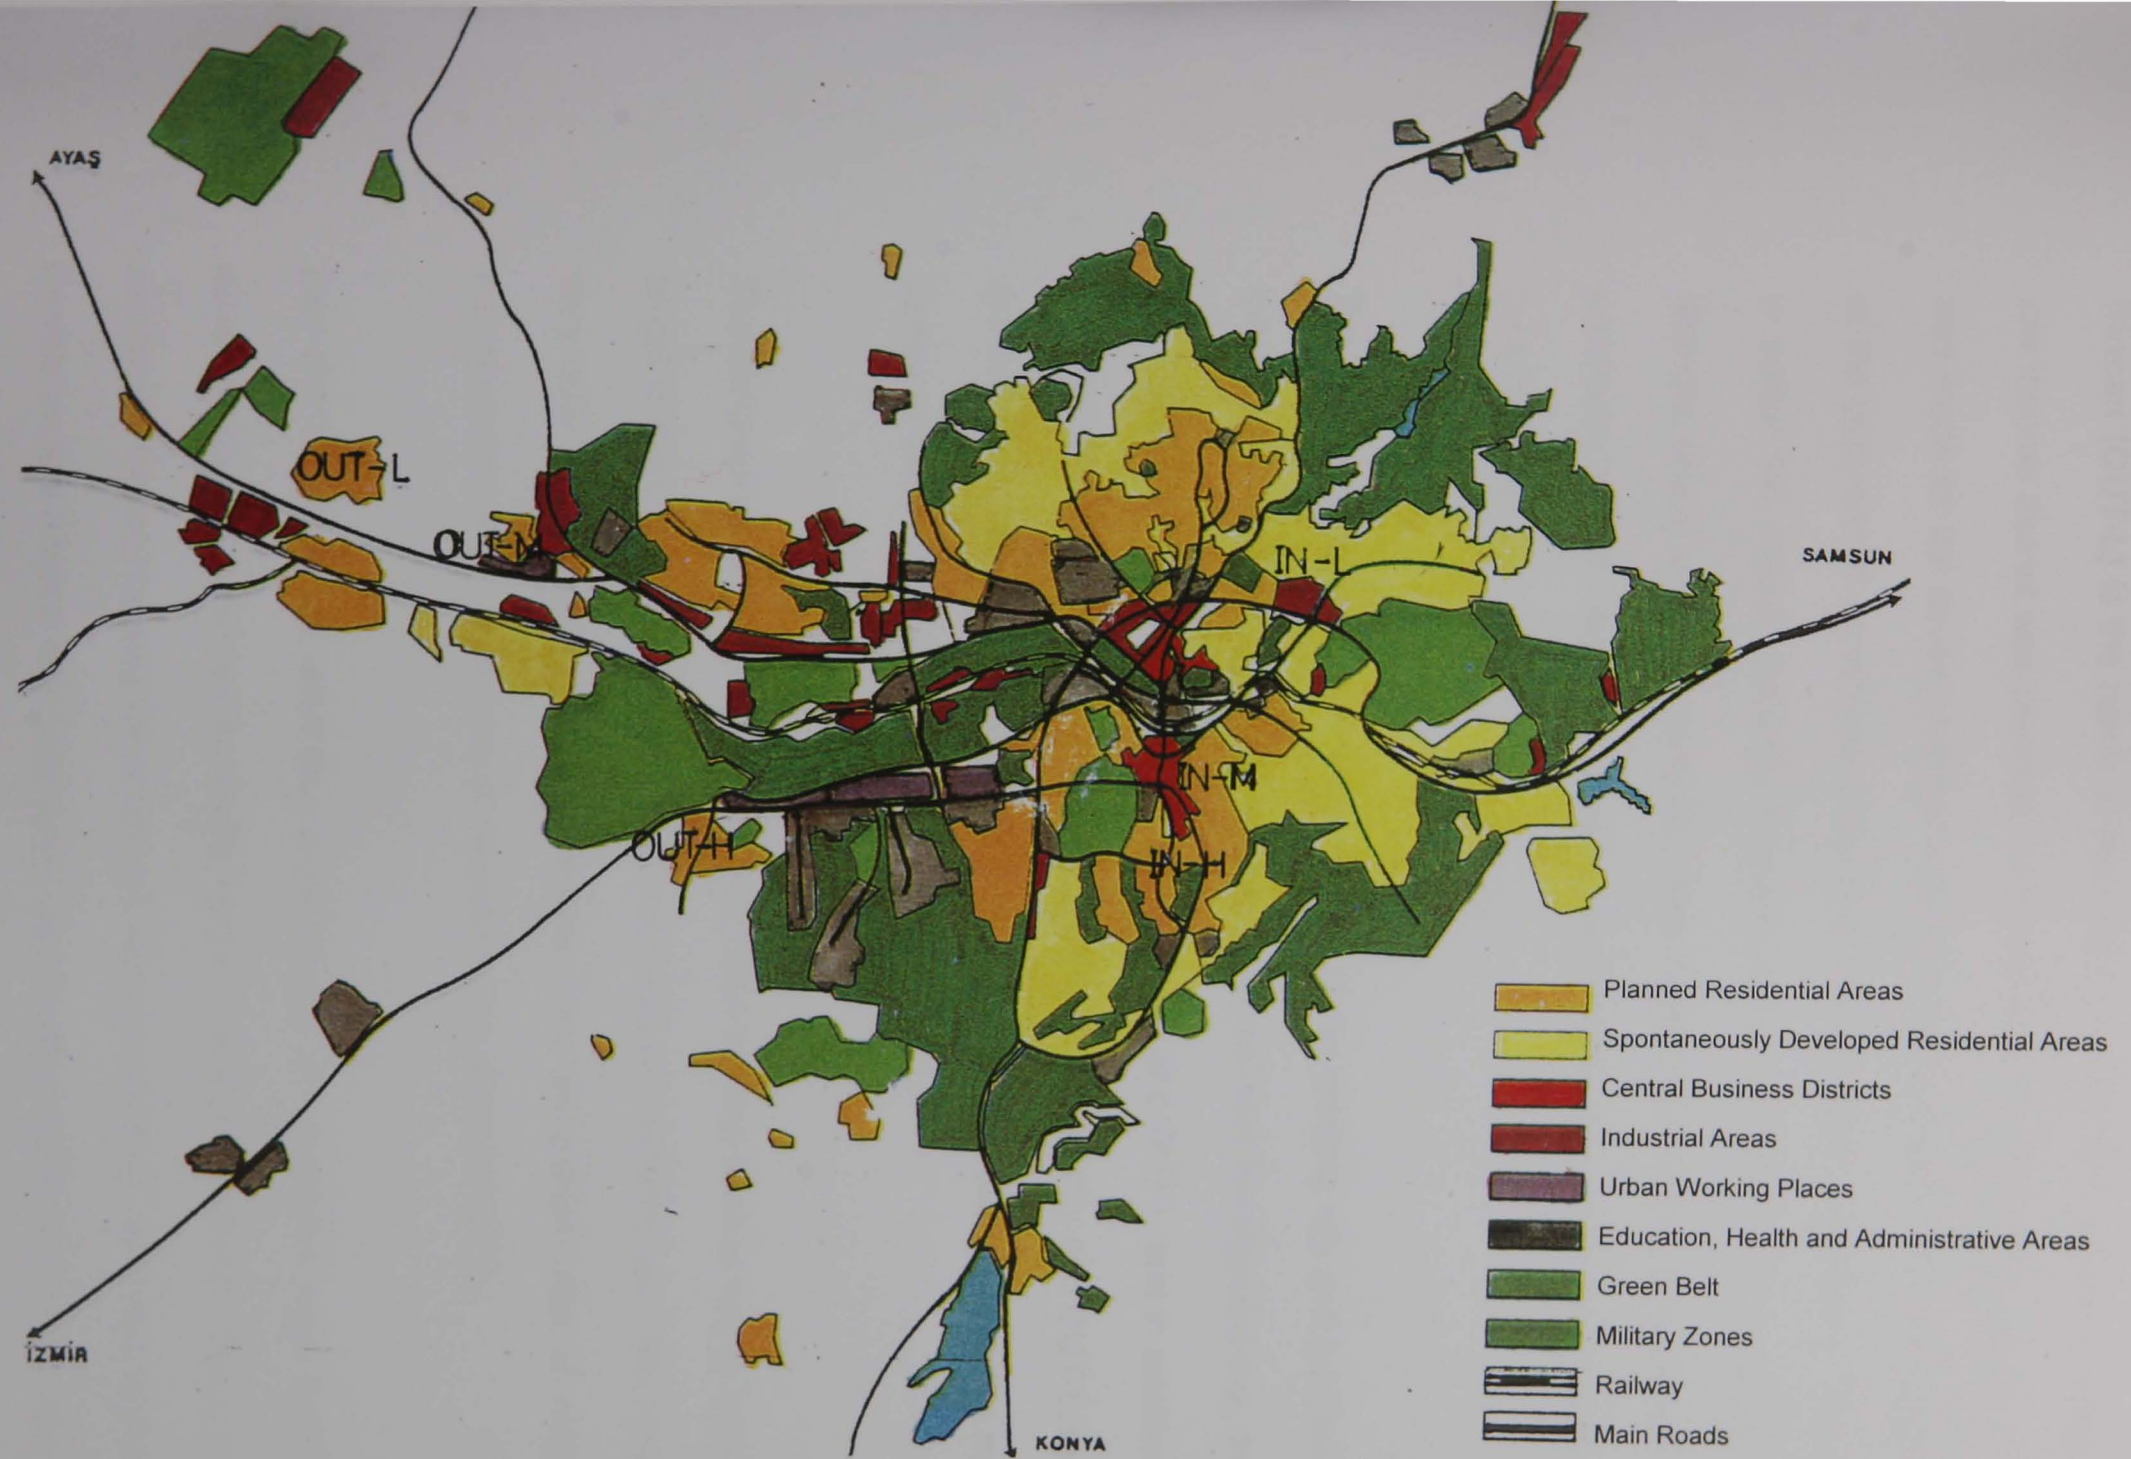 AYAŞ
OUT-L
OUT-M
IN-L
SAMSUN
IN-M
OUT-H
IN-H
Planned Residential Areas
Spontaneously Developed Residential Areas
Central Business Districts
Industrial Areas
Urban Working Places
Education, Health and Administrative Areas
Green Belt
Military Zones
Railway
Main Roads
İZMİR
KONYA